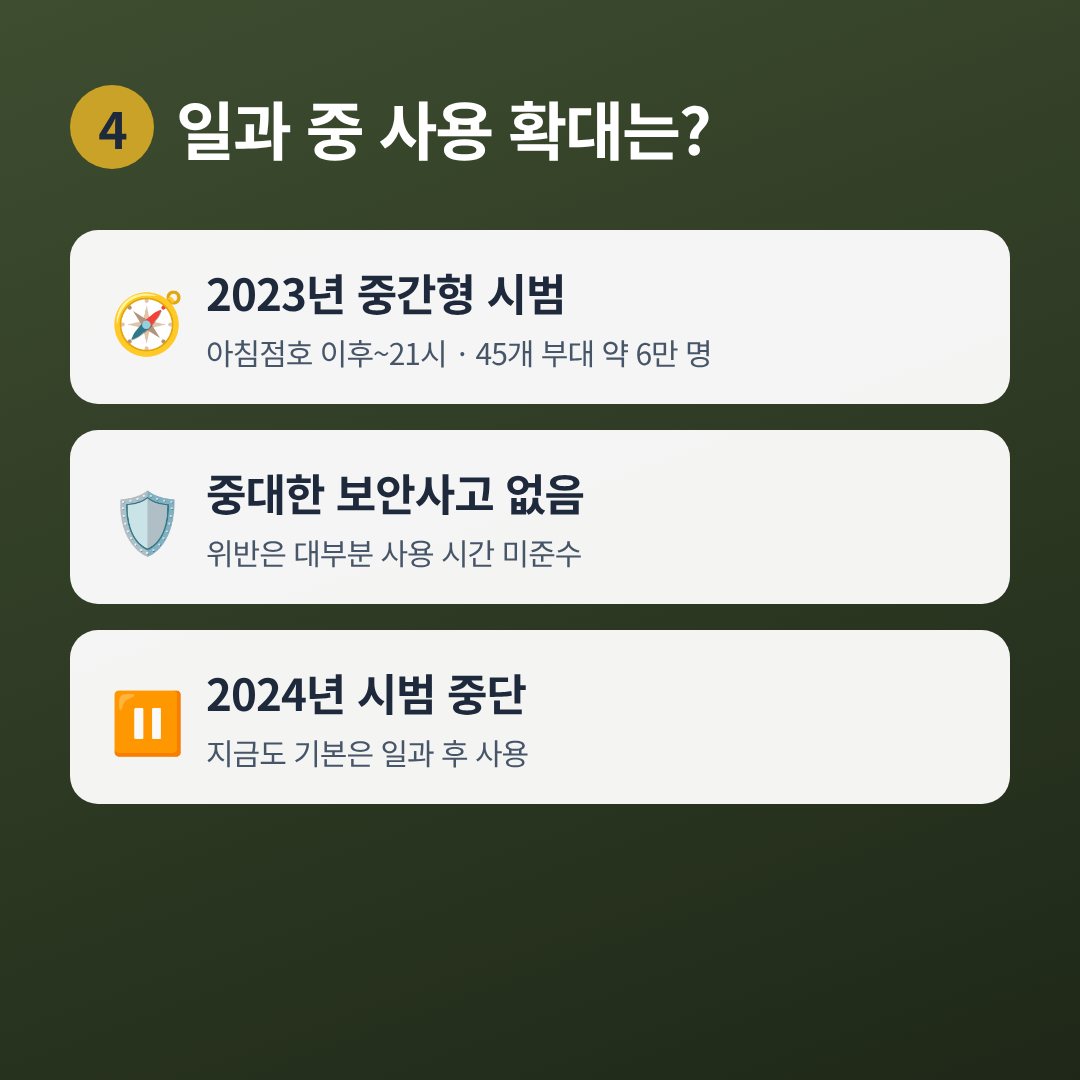 4 일과 중 사용 확대는?
2023년 중간형 시범
아침점호 이후~21시 · 45개 부대 약 6만 명
중대한 보안사고 없음
위반은 대부분 사용 시간 미준수
2024년 시범 중단
지금도 기본은 일과 후 사용